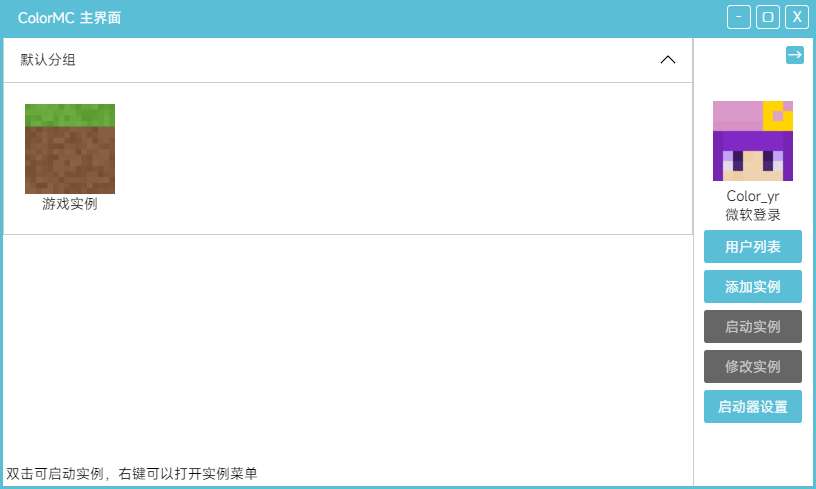 ColorMC 主界面
默认分组
游戏实例
Color_yr
微软登录
用户列表
添加实例
启动实例
修改实例
启动器设置
双击可启动实例，右键可以打开实例菜单